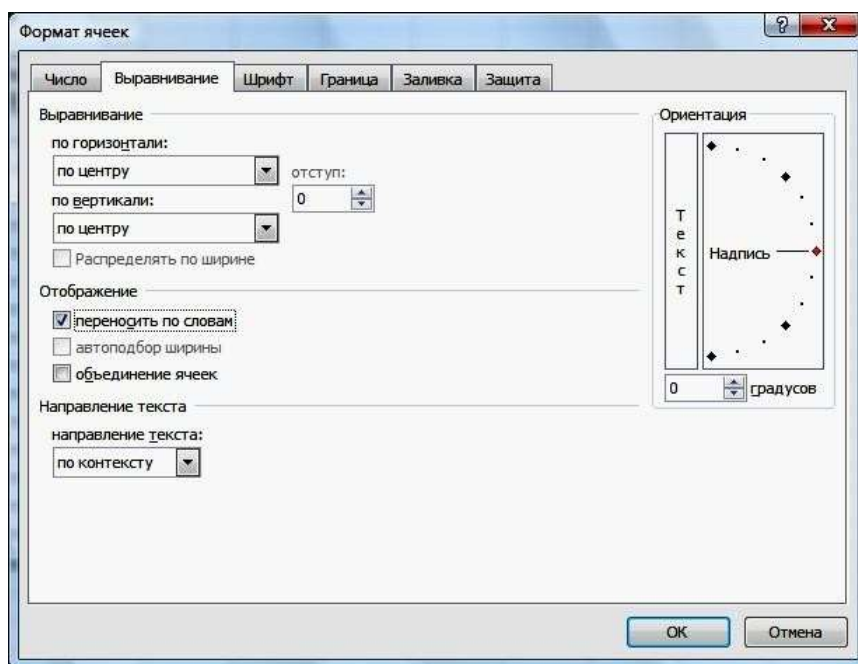 Формат ячеек
Число Выравнивание Шрифт Граница Заливка Защита
Выравнивание
по горизонтали:
по центру
отступ:
0
по вертикали:
по центру
Распределять по ширине
Отображение
переносить по словам
автоподбор ширины
объединение ячеек
Направление текста
направление текста:
по контексту
Ориентация
Текст
Надпись
0 градусов
ОК Отмена